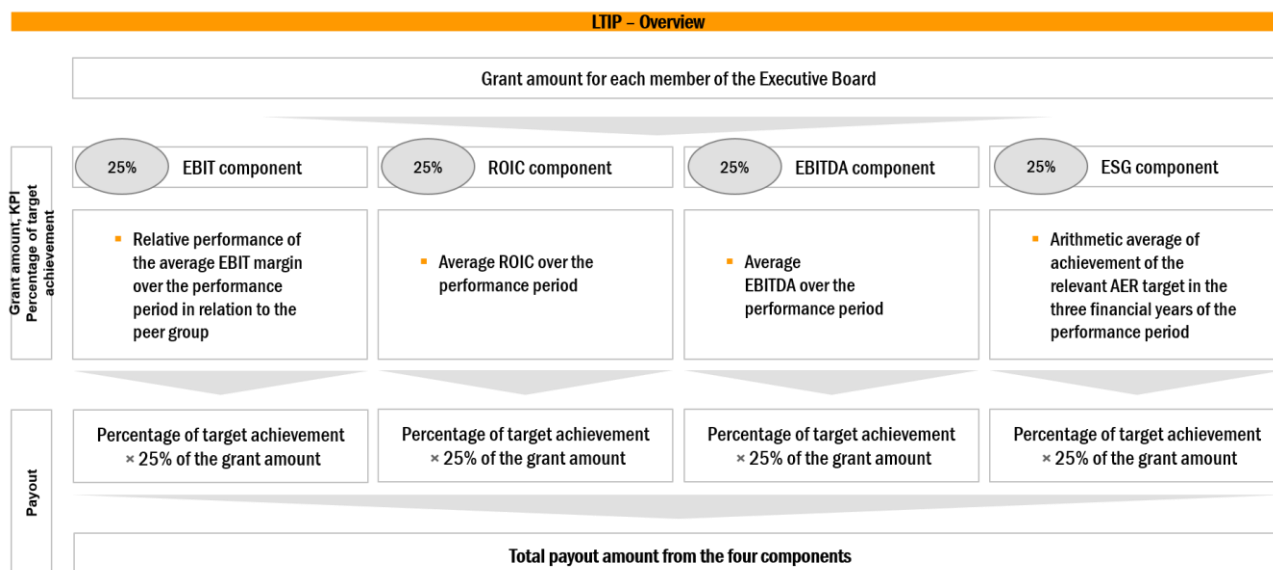 LTIP – Overview
Grant amount for each member of the Executive Board
Grant amount, KPI
Percentage of target
achievement
25%
EBIT component
25%
ROIC component
25%
EBITDA component
25%
ESG component
▪ Relative performance of
the average EBIT margin
over the performance
period in relation to the
peer group
▪ Average ROIC over the
performance period
▪ Average
EBITDA over the
performance period
▪ Arithmetic average of
achievement of the
relevant AER target in the
three financial years of the
performance period
Payout
Percentage of target achievement
× 25% of the grant amount
Percentage of target achievement
× 25% of the grant amount
Percentage of target achievement
× 25% of the grant amount
Percentage of target achievement
× 25% of the grant amount
Total payout amount from the four components